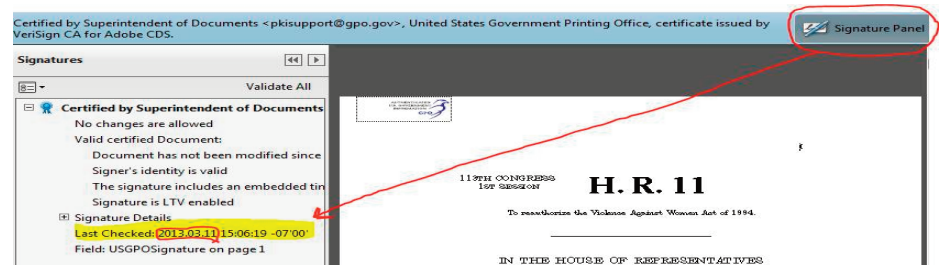 Certified by Superintendent of Documents <pkisupport@gpo.gov>, United States Government Printing Office, certificate issued by
VeriSign CA for Adobe CDS.
Signature Panel
Signatures
Validate All
Certified by Superintendent of Documents
No changes are allowed
Valid certified Document:
Document has not been modified since
Signer's identity is valid
The signature includes an embedded tin
Signature is LTV enabled
Signature Details
Last Checked: 2013.03.11 15:06:19 -07'00'
Field: USGPOSignature on page 1
AUTHENTICATED
U.S. GOVERNMENT
INFORMATION
GPO
113TH CONGRESS
1ST SESSION
H. R. 11
To reauthorize the Violence Against Women Act of 1994.
IN THE HOUSE OF REPRESENTATIVES